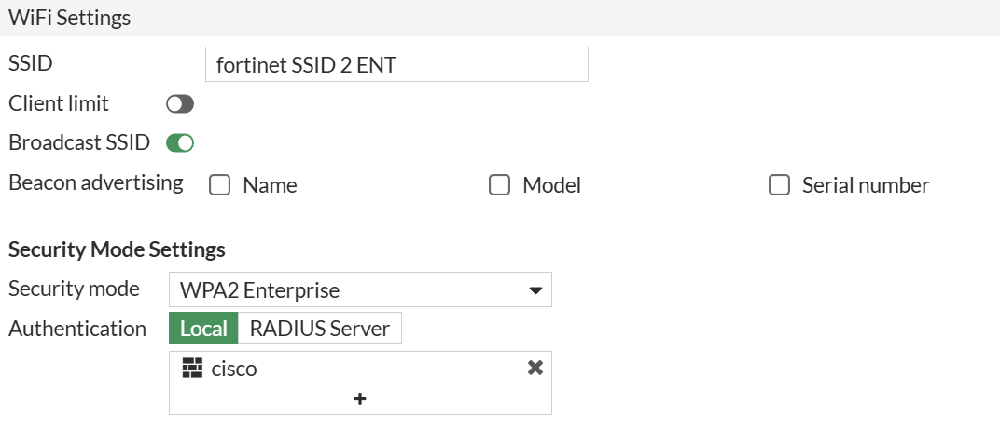 WiFi Settings
SSID fortinet SSID 2 ENT
Client limit
Broadcast SSID
Beacon advertising Name Model Serial number
Security Mode Settings
Security mode WPA2 Enterprise
Authentication Local RADIUS Server
cisco
+